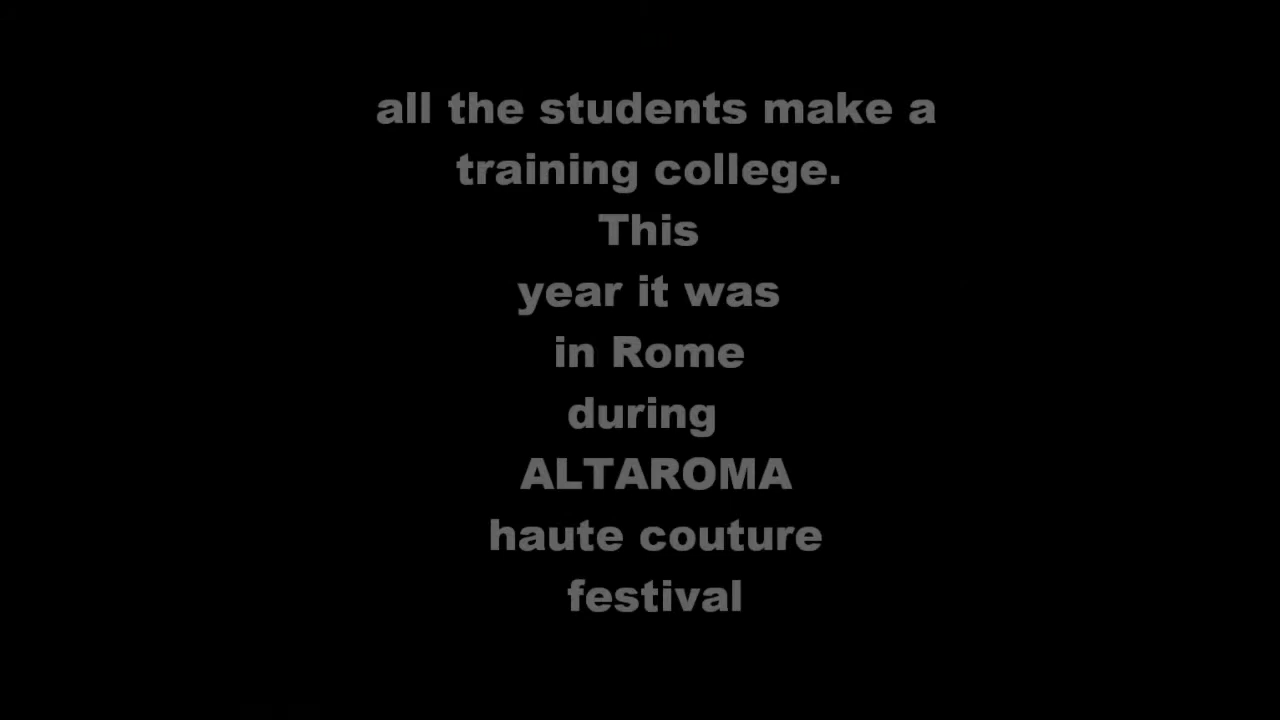 all the students make a
training college.
This
year it was
in Rome
during
ALTAROMA
haute couture
festival